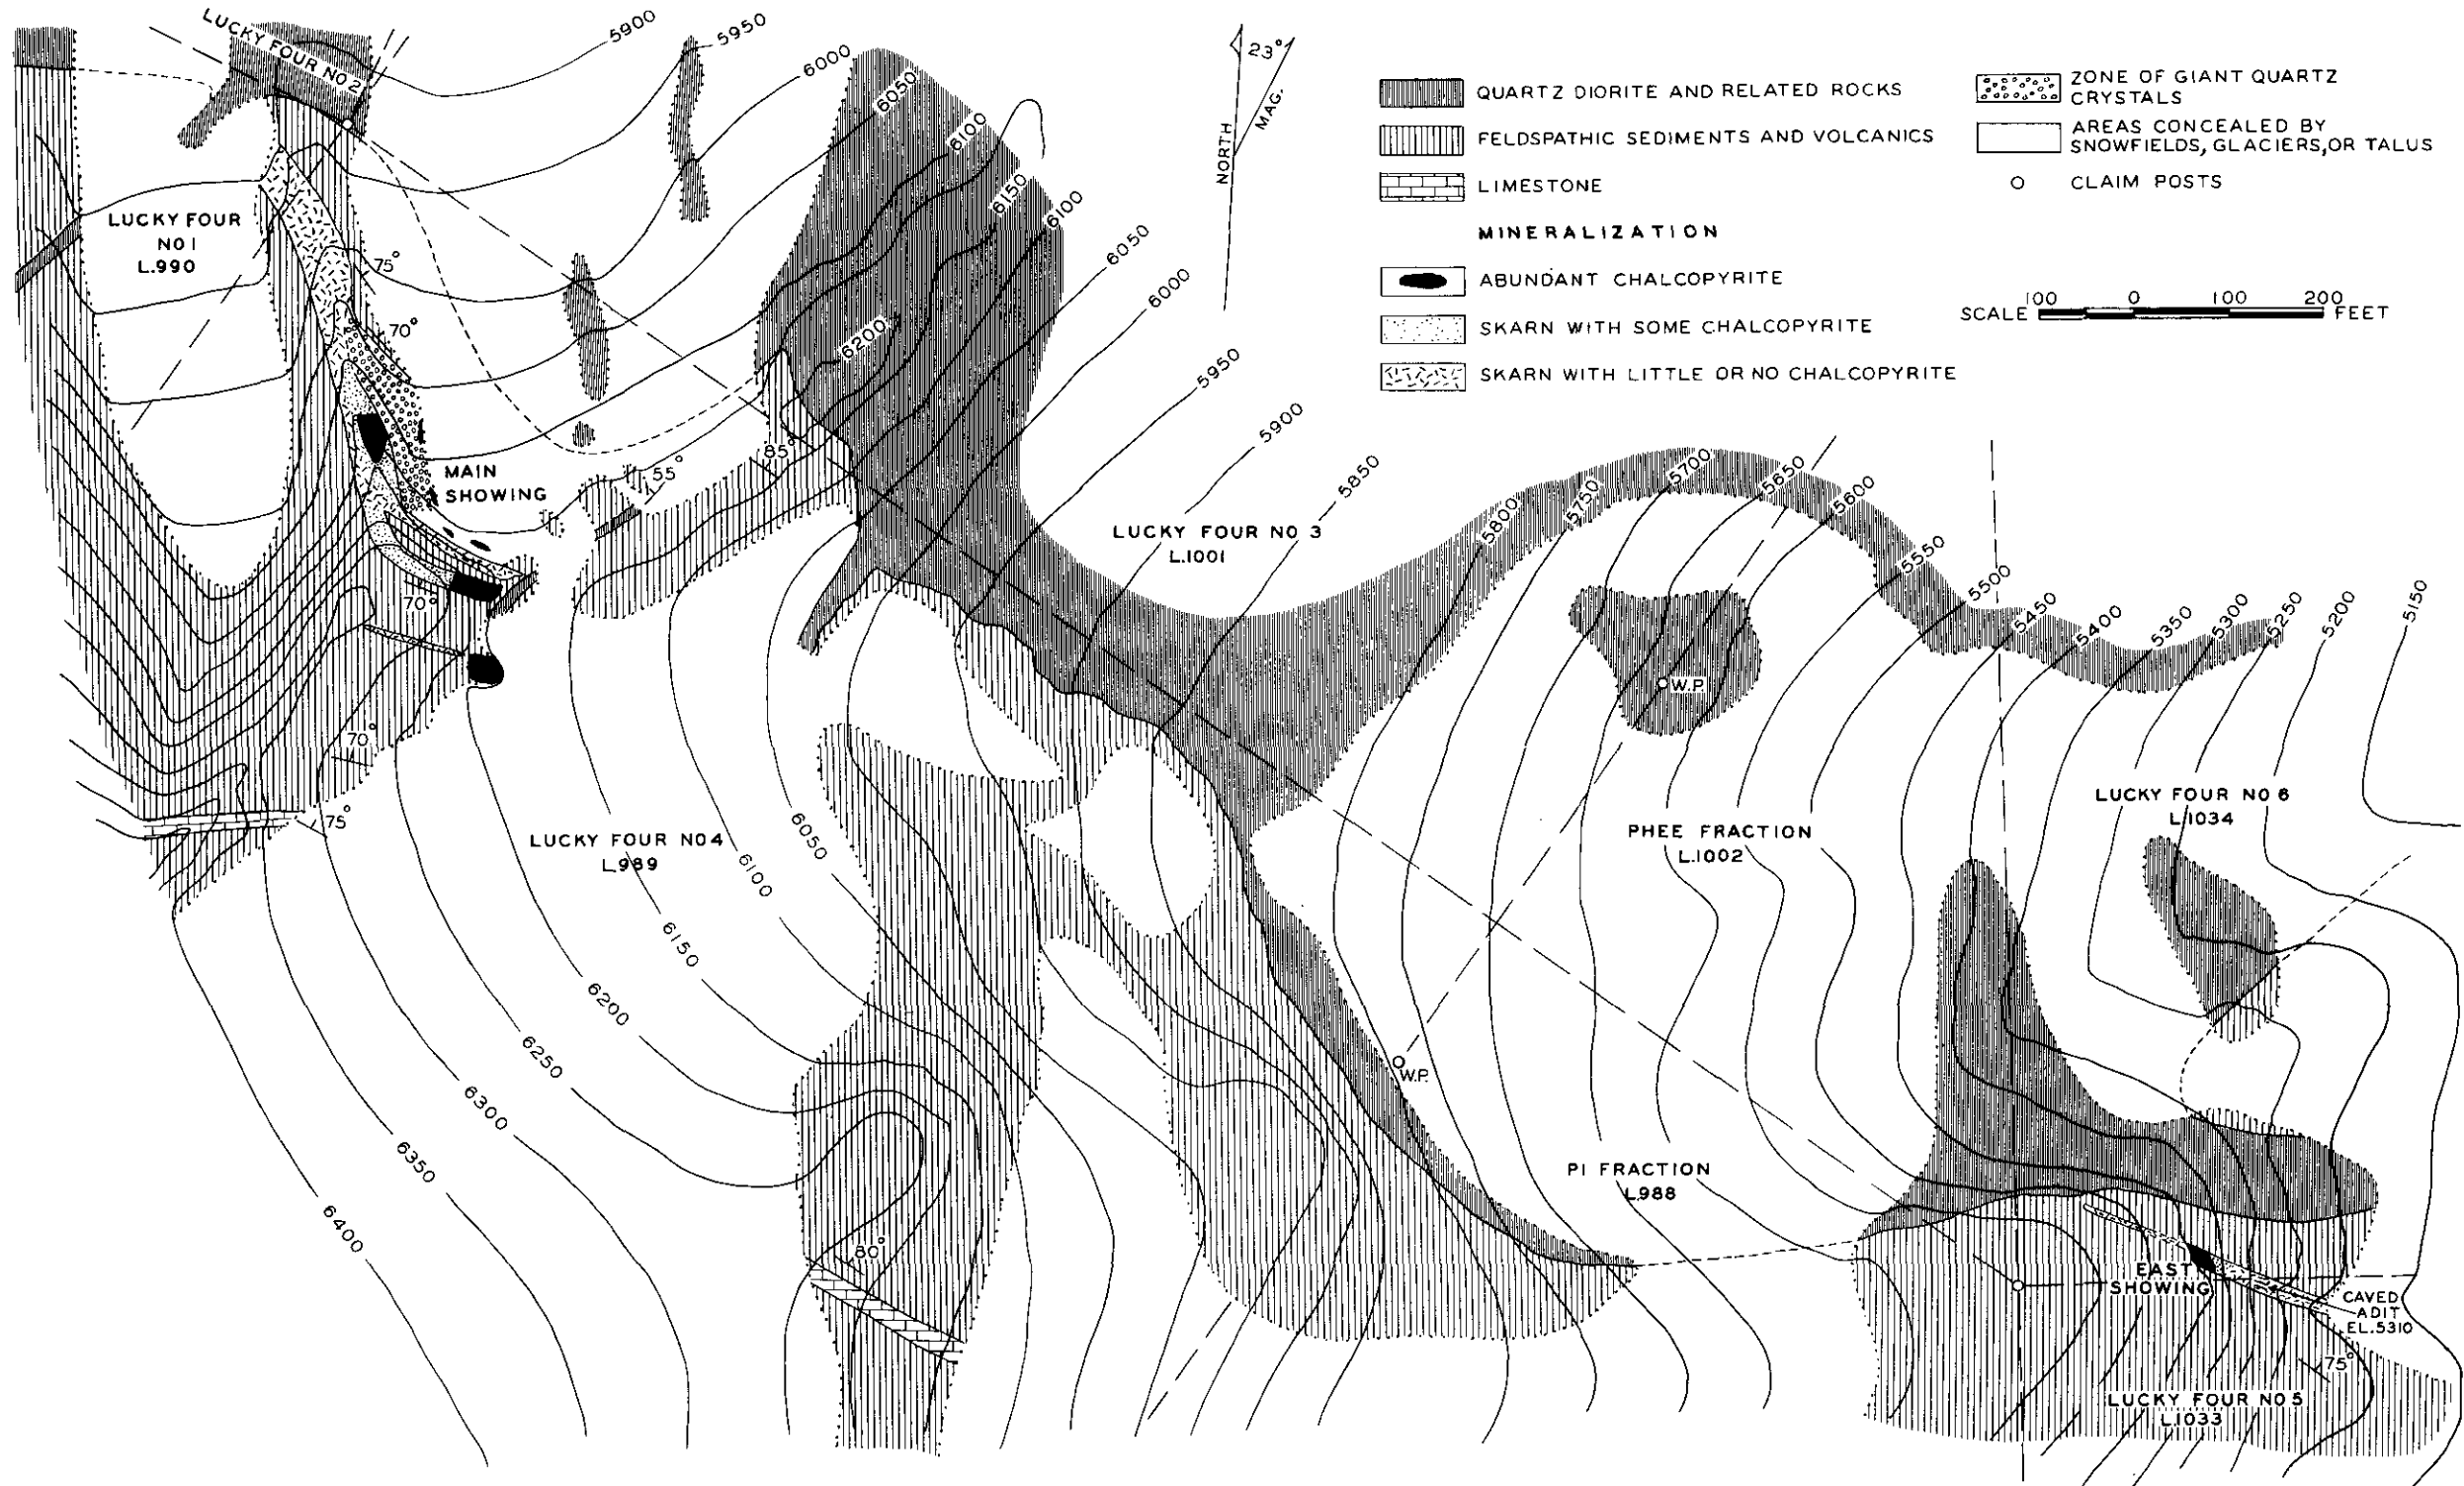 LUCKY FOUR NO 2
5900
5950
6000
6050
6100
6150
6100
6050
6000
5950
5900
5850
6200
23°
NORTH
MAG.
QUARTZ DIORITE AND RELATED ROCKS
FELDSPATHIC SEDIMENTS AND VOLCANICS
LIMESTONE
MINERALIZATION
ABUNDANT CHALCOPYRITE
SKARN WITH SOME CHALCOPYRITE
SKARN WITH LITTLE OR NO CHALCOPYRITE
ZONE OF GIANT QUARTZ
CRYSTALS
AREAS CONCEALED BY
SNOWFIELDS, GLACIERS, OR TALUS
CLAIM POSTS
SCALE 100 0 100 200 FEET
LUCKY FOUR
NO 1
L.990
75°
70°
MAIN
SHOWING
55°
85°
70°
70°
75°
LUCKY FOUR NO 3
L.1001
5800
5750
5700
5650
5600
5550
5500
5450
5400
5350
5300
5250
5200
5150
W.P.
LUCKY FOUR NO 4
L.989
6050
6100
6150
6200
6250
6300
6350
6400
PHEE FRACTION
L.1002
LUCKY FOUR NO 6
L.1034
W.P.
PI FRACTION
L.988
80°
EAST
SHOWING
CAVED
ADIT
EL.5310
75°
LUCKY FOUR NO 5
L.1033